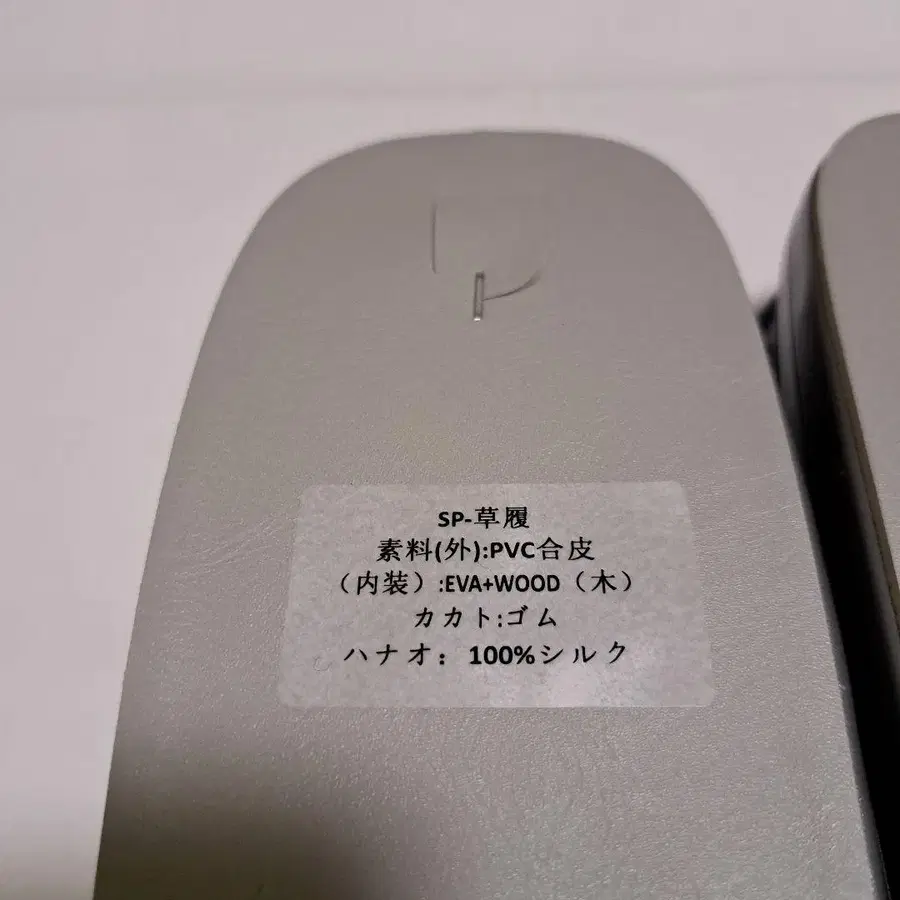 SP-草履
素料(外):PVC合皮
（内装）:EVA+WOOD（木）
カカト:ゴム
ハナオ：100%シルク